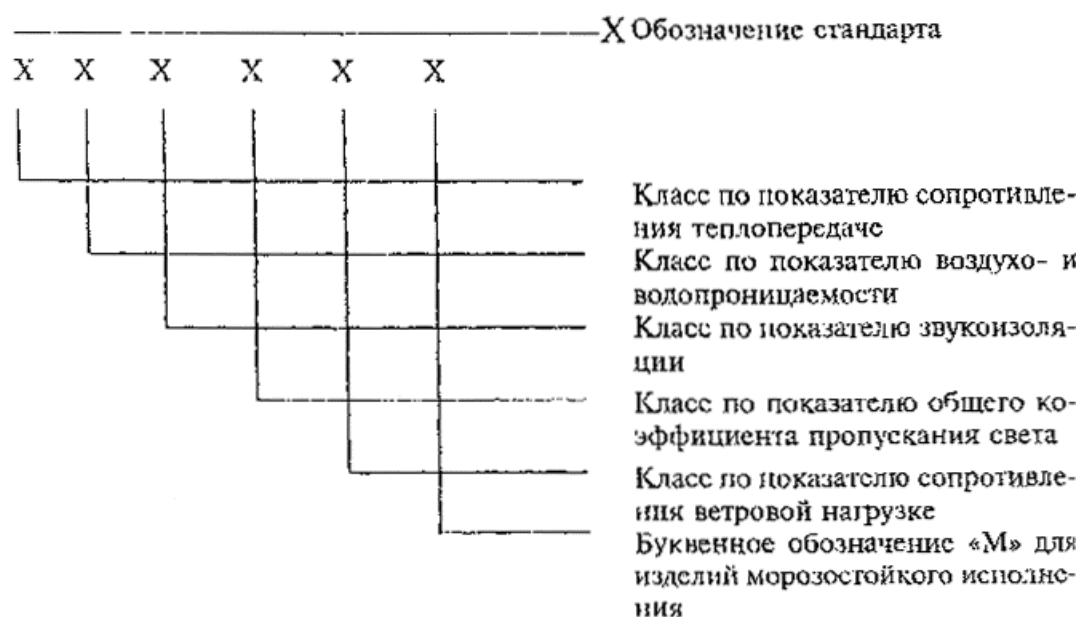 X Обозначение стандарта
X X X X X X
Класс по показателю сопротивле-
ния теплопередаче
Класс по показателю воздухо- и
водопроницаемости
Класс по показателю звукоизоля-
ции
Класс по показателю общего ко-
эффициента пропускания света
Класс по показателю сопротивле-
ния ветровой нагрузке
Буквенное обозначение «М» для
изделий морозостойкого исполне-
ния